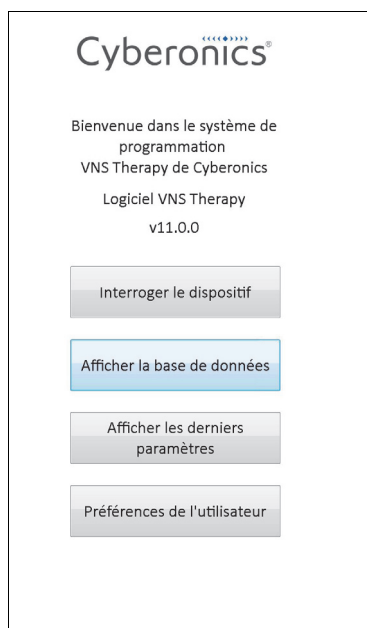 Cyberonics®
Bienvenue dans le système de
programmation
VNS Therapy de Cyberonics
Logiciel VNS Therapy
v11.0.0
Interroger le dispositif
Afficher la base de données
Afficher les derniers
paramètres
Préférences de l'utilisateur